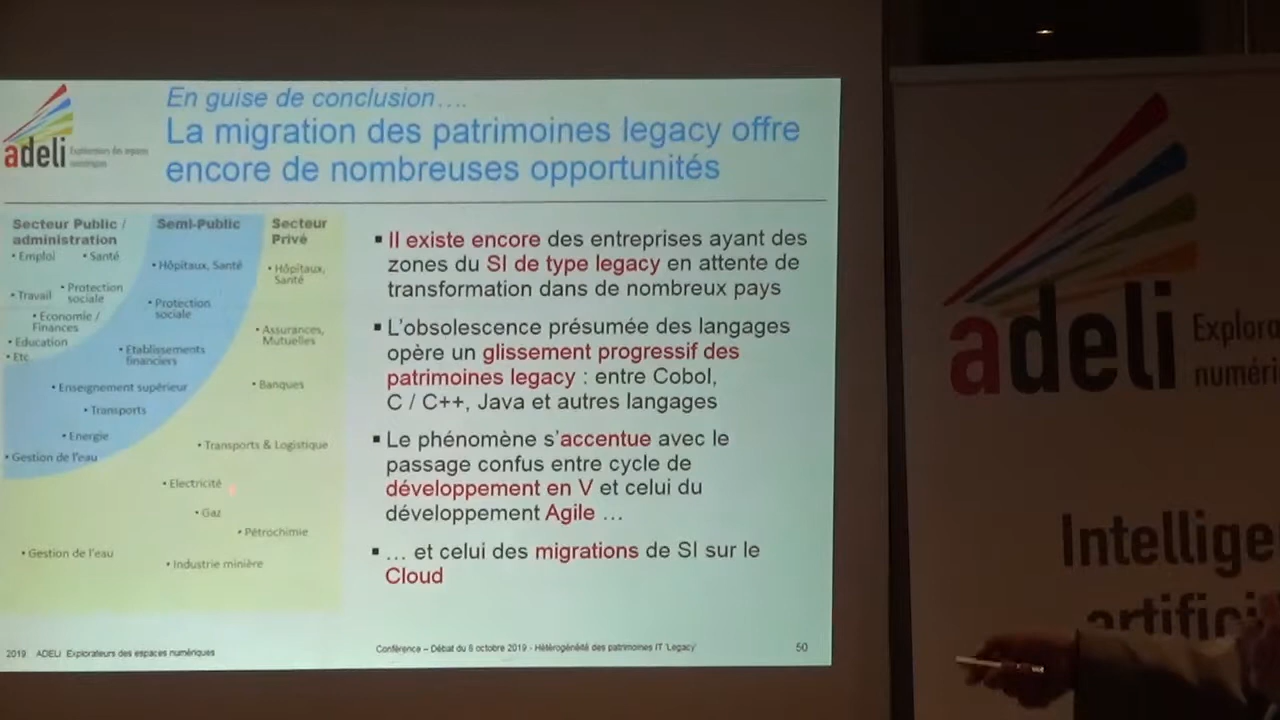 En guise de conclusion....
La migration des patrimoines legacy offre
encore de nombreuses opportunités
adeli
Secteur Public /
administration
Semi-Public
Secteur
Privé
• Emploi
• Santé
• Travail
• Protection
sociale
• Economie /
Finances
• Education
• Etc
• Hôpitaux, Santé
• Protection
sociale
• Etablissements
financiers
• Enseignement supérieur
• Transports
• Energie
• Gestion de l'eau
• Hôpitaux,
Santé
• Assurances,
Mutuelles
• Banques
• Transports & Logistique
• Electricité
• Gaz
• Pétrochimie
• Gestion de l'eau
• Industrie minière
▪ Il existe encore des entreprises ayant des
zones du SI de type legacy en attente de
transformation dans de nombreux pays
▪ L'obsolescence présumée des langages
opère un glissement progressif des
patrimoines legacy : entre Cobol,
C / C++, Java et autres langages
▪ Le phénomène s'accentue avec le
passage confus entre cycle de
développement en V et celui du
développement Agile ...
▪ ... et celui des migrations de SI sur le
Cloud
2019 ADELI Explorateurs des espaces numériques
Conférence – Débat du 8 octobre 2019 - Hétérogénéité des patrimoines IT 'Legacy'
50
adeli
Explora
numéri
Intellige
artifici